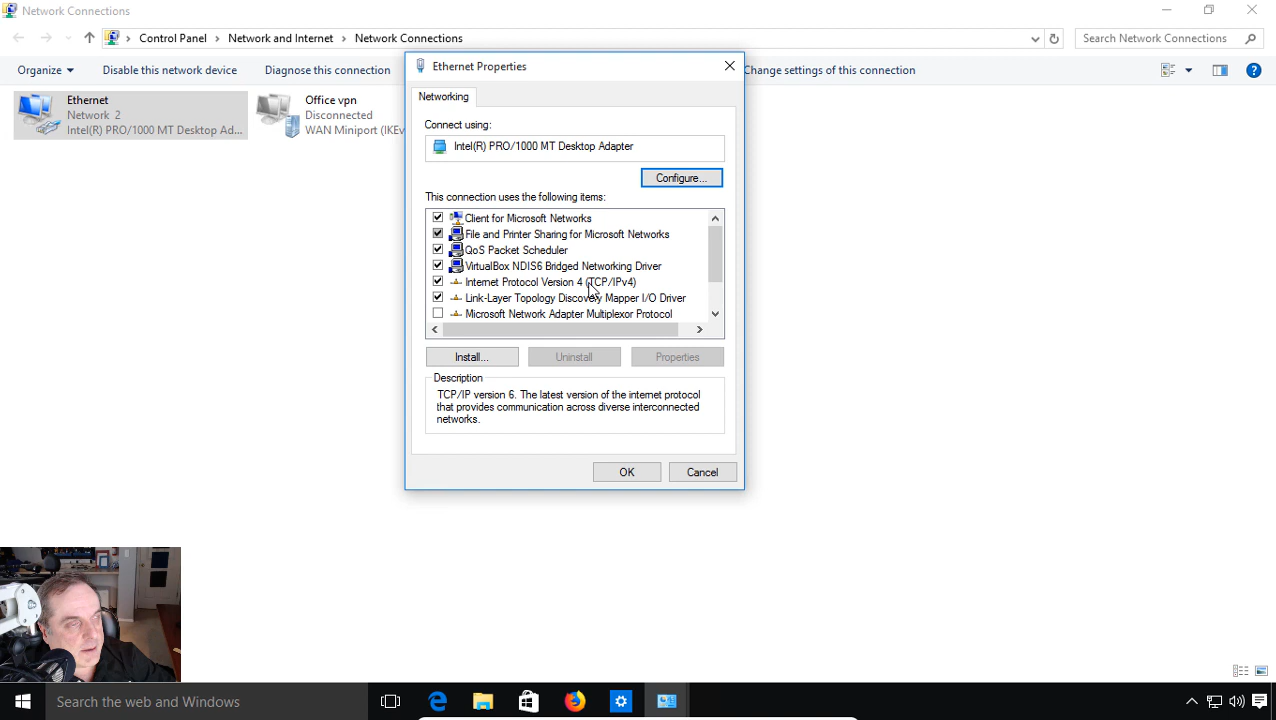 Network Connections
Control Panel
Network and Internet
Network Connections
Search Network Connections
Organize
Disable this network device
Diagnose this connection
Change settings of this connection
Ethernet
Network 2
Intel(R) PRO/1000 MT Desktop Ad...
Office vpn
Disconnected
WAN Miniport (IKEv
Ethernet Properties
Networking
Connect using:
Intel(R) PRO/1000 MT Desktop Adapter
Configure...
This connection uses the following items:
Client for Microsoft Networks
File and Printer Sharing for Microsoft Networks
QoS Packet Scheduler
VirtualBox NDIS6 Bridged Networking Driver
Internet Protocol Version 4 (TCP/IPv4)
Link-Layer Topology Discovery Mapper I/O Driver
Microsoft Network Adapter Multiplexor Protocol
Install...
Uninstall
Properties
Description
TCP/IP version 6. The latest version of the internet protocol
that provides communication across diverse interconnected
networks.
OK
Cancel
Search the web and Windows